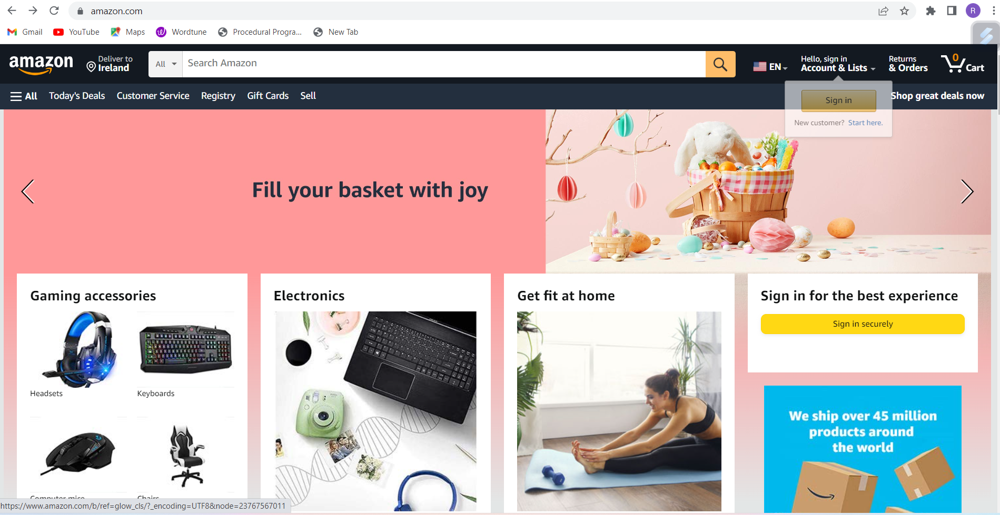 amazon.com
Gmail
YouTube
Maps
Wordtune
Procedural Progra...
New Tab
R
amazon
Deliver to
Ireland
All
Search Amazon
EN
Hello, sign in
Account & Lists
Returns
& Orders
0
Cart
All
Today's Deals
Customer Service
Registry
Gift Cards
Sell
Shop great deals now
Sign in
New customer? Start here.
Fill your basket with joy
Gaming accessories
Headsets
Keyboards
Computer mice
Chairs
Electronics
Get fit at home
Sign in for the best experience
Sign in securely
We ship over 45 million
products around
the world
https://www.amazon.com/b/ref=glow_cls/?_encoding=UTF8&node=23767567011